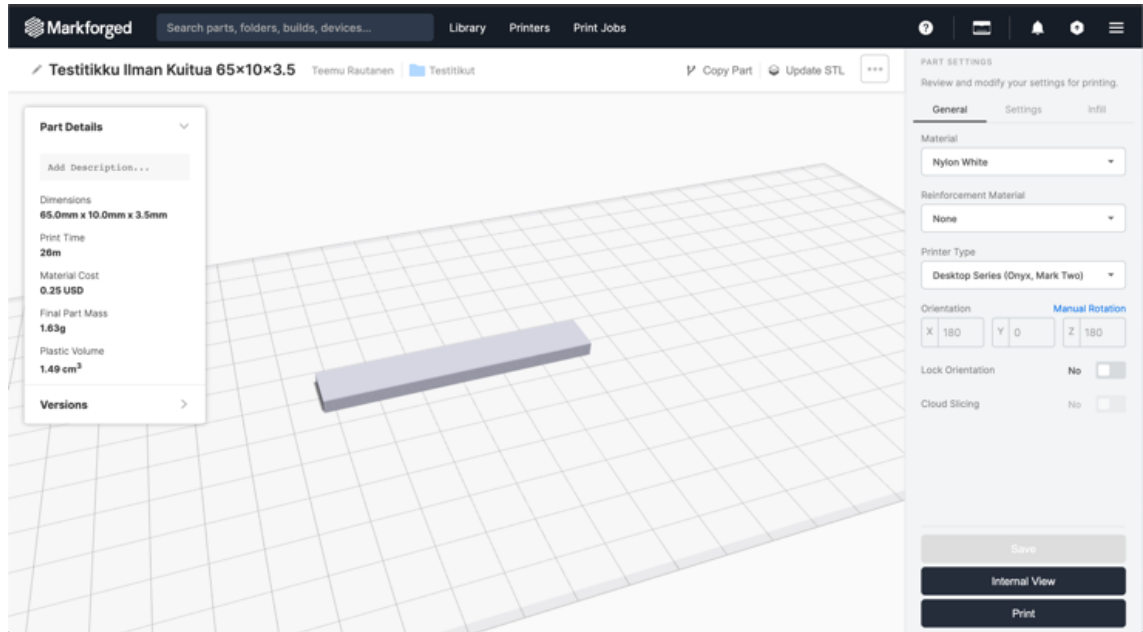 Markforged
Search parts, folders, builds, devices...
Library
Printers
Print Jobs
Testitikku Ilman Kuitua 65×10×3.5
Teemu Rautanen
Testitikut
Copy Part
Update STL
Part Details
Add Description...
Dimensions
65.0mm x 10.0mm x 3.5mm
Print Time
26m
Material Cost
0.25 USD
Final Part Mass
1.63g
Plastic Volume
1.49 cm³
Versions
PART SETTINGS
Review and modify your settings for printing.
General
Settings
Infill
Material
Nylon White
Reinforcement Material
None
Printer Type
Desktop Series (Onyx, Mark Two)
Orientation
Manual Rotation
X 180
Y 0
Z 180
Lock Orientation
No
Cloud Slicing
No
Save
Internal View
Print